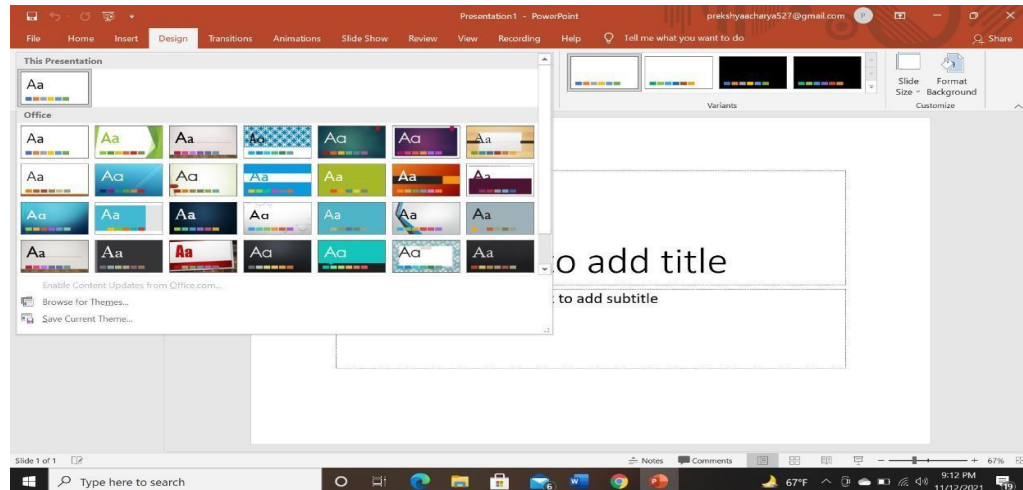 Presentation1 - PowerPoint
prekshyaacharya527@gmail.com
P
File Home Insert Design Transitions Animations Slide Show Review View Recording Help Tell me what you want to do Share
This Presentation
Aa
Office
Aa Aa Aa Aa Aa Aa Aa
Aa Aa Aa Aa Aa Aa Aa
Aa Aa Aa Aa Aa Aa Aa
Aa Aa Aa Aa Aa Aa Aa
Enable Content Updates from Office.com...
Browse for Themes...
Save Current Theme...
Variants
Slide Size
Format Background
Customize
to add title
to add subtitle
Slide 1 of 1
Notes Comments
67%
Type here to search
6
67°F
9:12 PM
11/12/2021
19